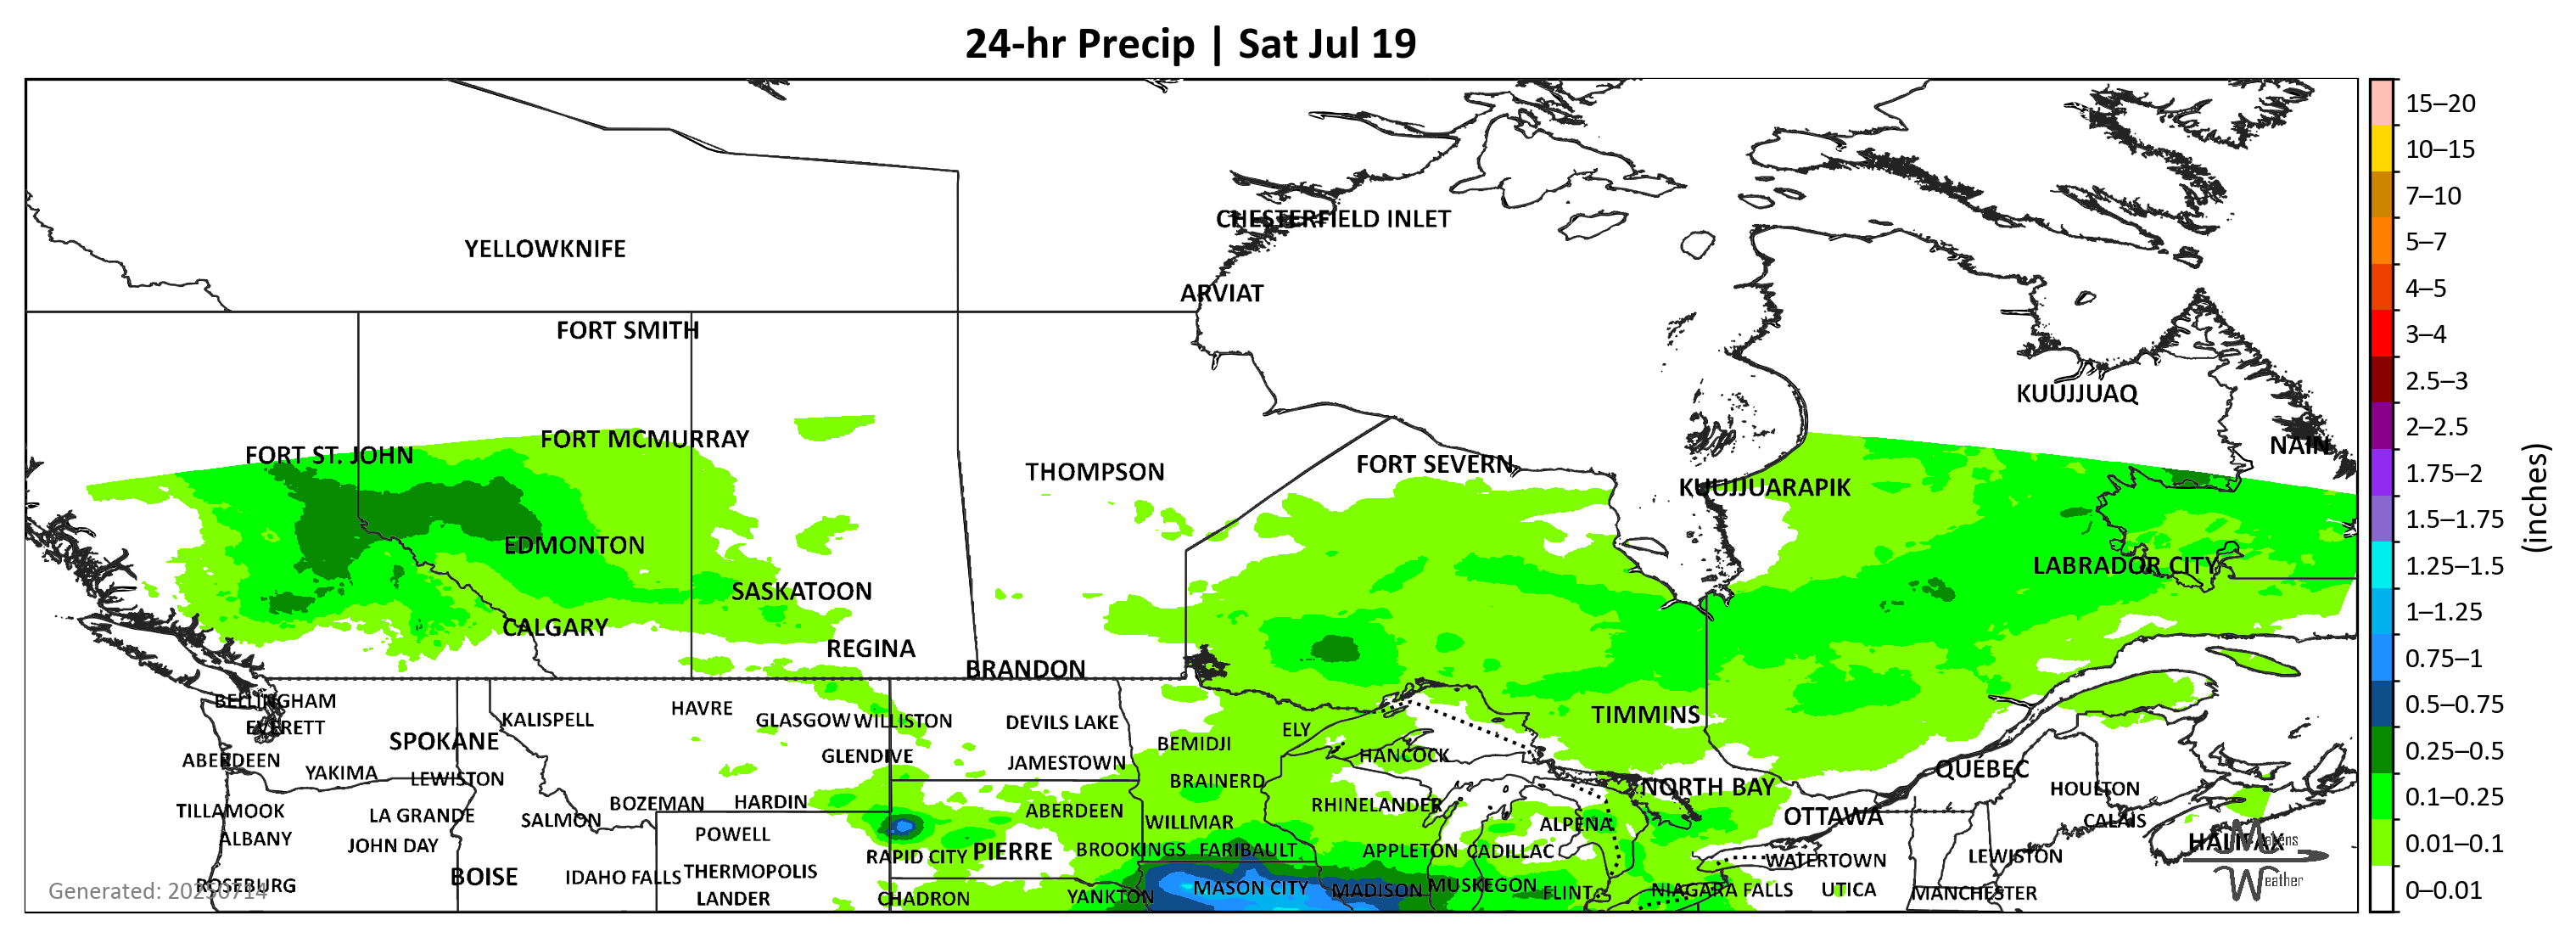 24-hr Precip | Sat Jul 19
CHESTERFIELD INLET
YELLOWKNIFE
ARVIAT
FORT SMITH
KUUJJUAQ
FORT MCMURRAY
NAIN
FORT ST. JOHN
FORT SEVERN
THOMPSON
KUUJJUARAPIK
EDMONTON
LABRADOR CITY
SASKATOON
CALGARY
REGINA
BRANDON
BELLINGHAM
HAVRE
TIMMINS
KALISPELL
GLASGOW
WILLISTON
DEVILS LAKE
EVERETT
ELY
SPOKANE
BEMIDJI
GLENDIVE
HANCOCK
ABERDEEN
JAMESTOWN
QUÉBEC
YAKIMA
LEWISTON
BRAINERD
NORTH BAY
HOULTON
BOZEMAN
HARDIN
RHINELANDER
TILLAMOOK
LA GRANDE
ABERDEEN
SALMON
WILLMAR
ALPENA
OTTAWA
CALAIS
ALBANY
POWELL
JOHN DAY
HALIFAX
Mavens
Weather
RAPID CITY
PIERRE
BROOKINGS
FARIBAULT
APPLETON
CADILLAC
WATERTOWN
LEWISTON
THERMOPOLIS
BOISE
IDAHO FALLS
ROSEBURG
Generated: 20250714
MASON CITY
MADISON
MUSKEGON
FLINT
NIAGARA FALLS
UTICA
MANCHESTER
LANDER
CHADRON
YANKTON
15–20
10–15
7–10
5–7
4–5
3–4
2.5–3
2–2.5
1.75–2
1.5–1.75
1.25–1.5
1–1.25
0.75–1
0.5–0.75
0.25–0.5
0.1–0.25
0.01–0.1
0–0.01
(inches)